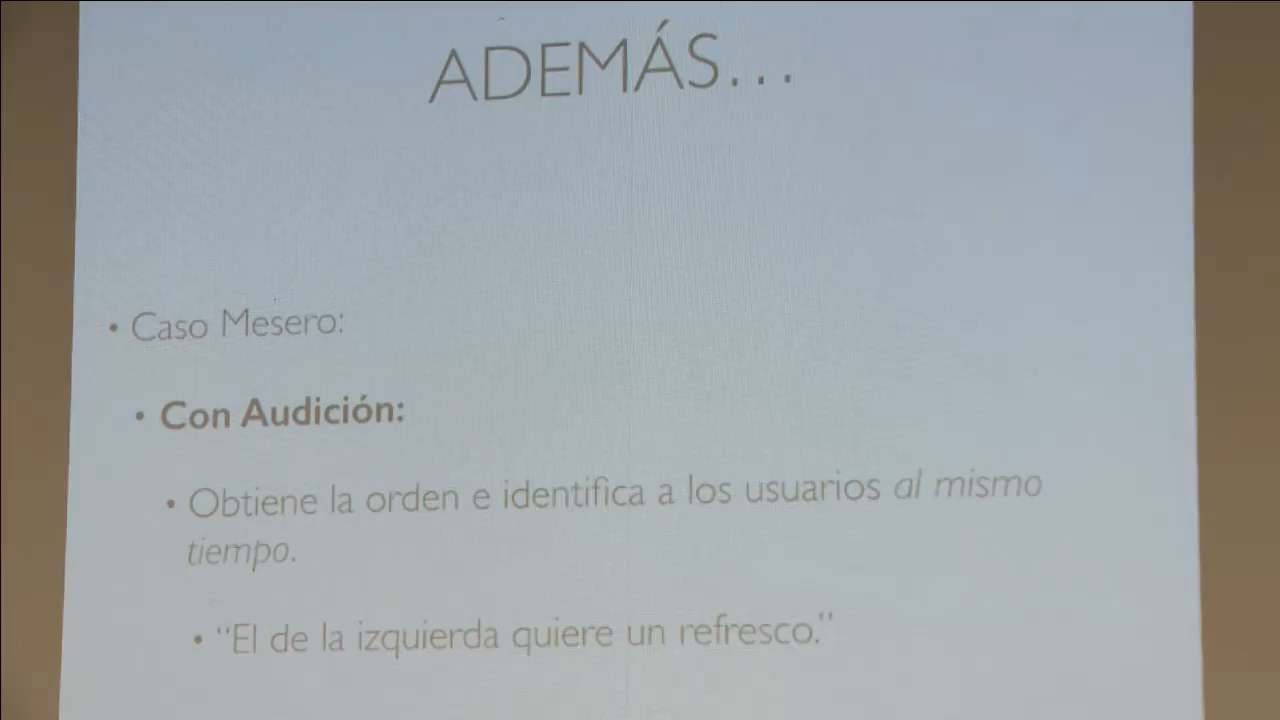 ADEMÁS...
• Caso Mesero:
• Con Audición:
• Obtiene la orden e identifica a los usuarios al mismo
tiempo.
• "El de la izquierda quiere un refresco."